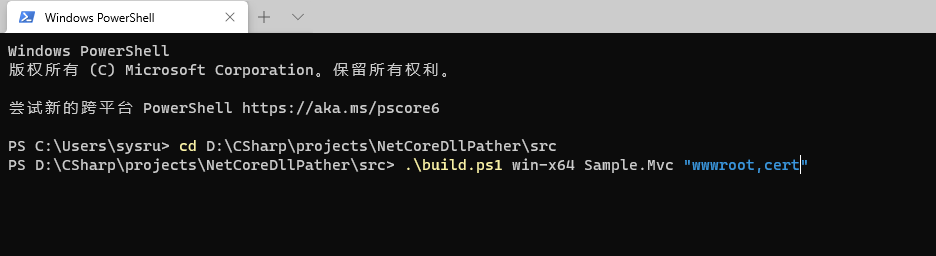 Windows PowerShell
Windows PowerShell
版权所有 (C) Microsoft Corporation。保留所有权利。
尝试新的跨平台 PowerShell https://aka.ms/pscore6
PS C:\Users\sysru> cd D:\CSharp\projects\NetCoreDllPather\src
PS D:\CSharp\projects\NetCoreDllPather\src> .\build.ps1 win-x64 Sample.Mvc "wwwroot,cert"